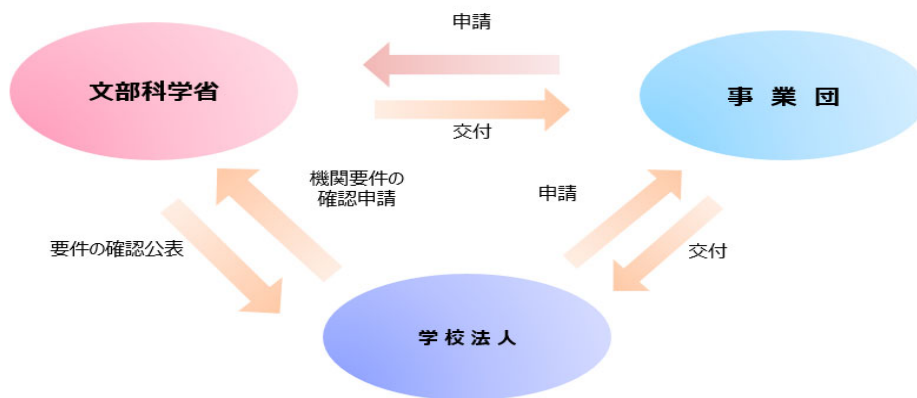 申請
文部科学省
事 業 団
交付
機関要件の
確認申請
申請
要件の確認公表
交付
学 校 法 人